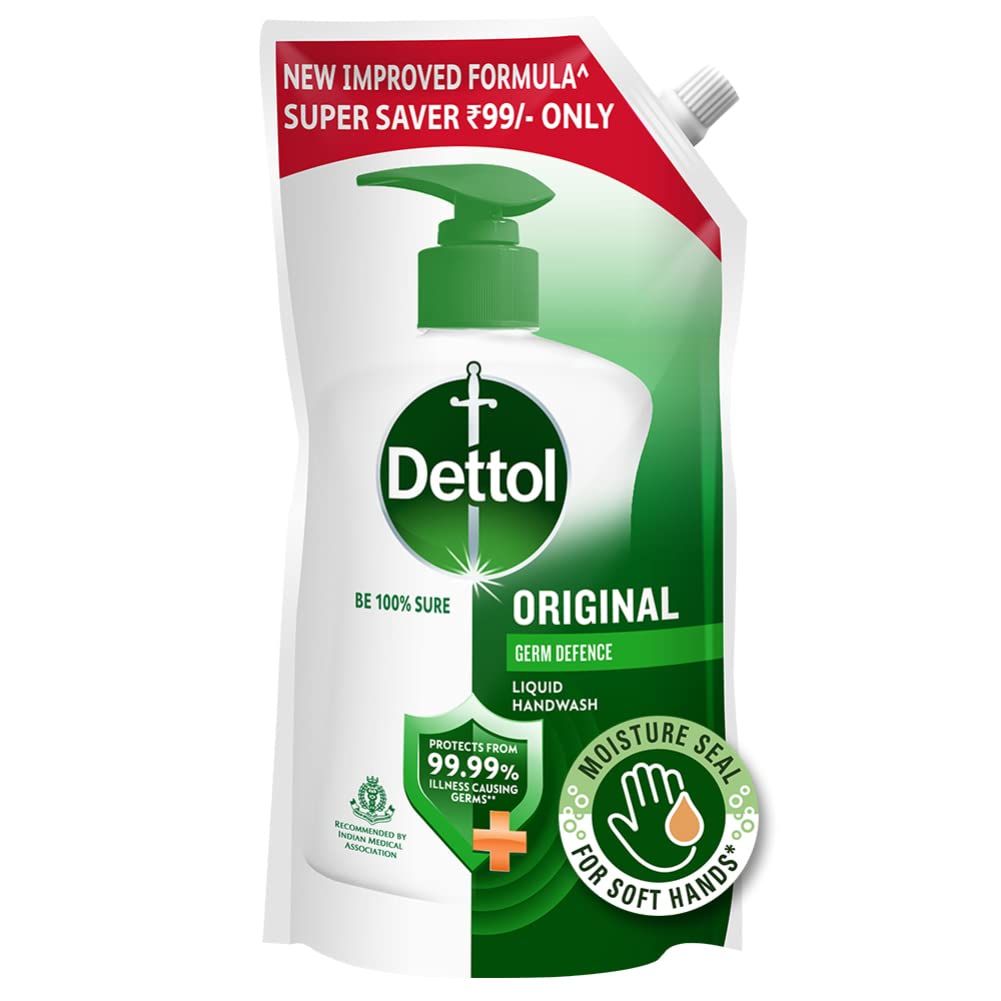 NEW IMPROVED FORMULA^
SUPER SAVER ₹99/- ONLY
Dettol
BE 100% SURE
ORIGINAL
GERM DEFENCE
LIQUID
HANDWASH
PROTECTS FROM
99.99%
ILLNESS CAUSING
GERMS**
RECOMMENDED BY
INDIAN MEDICAL
ASSOCIATION
MOISTURE SEAL
FOR SOFT HANDS*